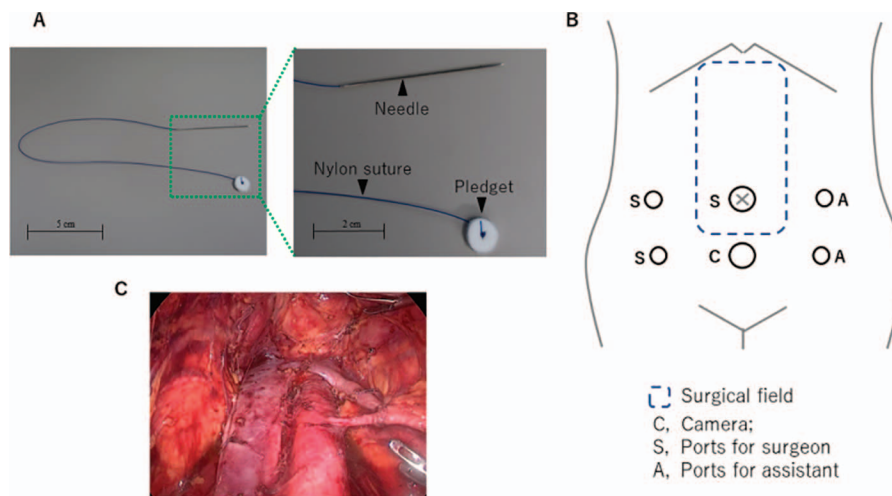 A
B
Needle
Nylon suture
Pledget
5 cm
2 cm
S
S
A
S
C
A
C
Surgical field
C, Camera;
S, Ports for surgeon
A, Ports for assistant